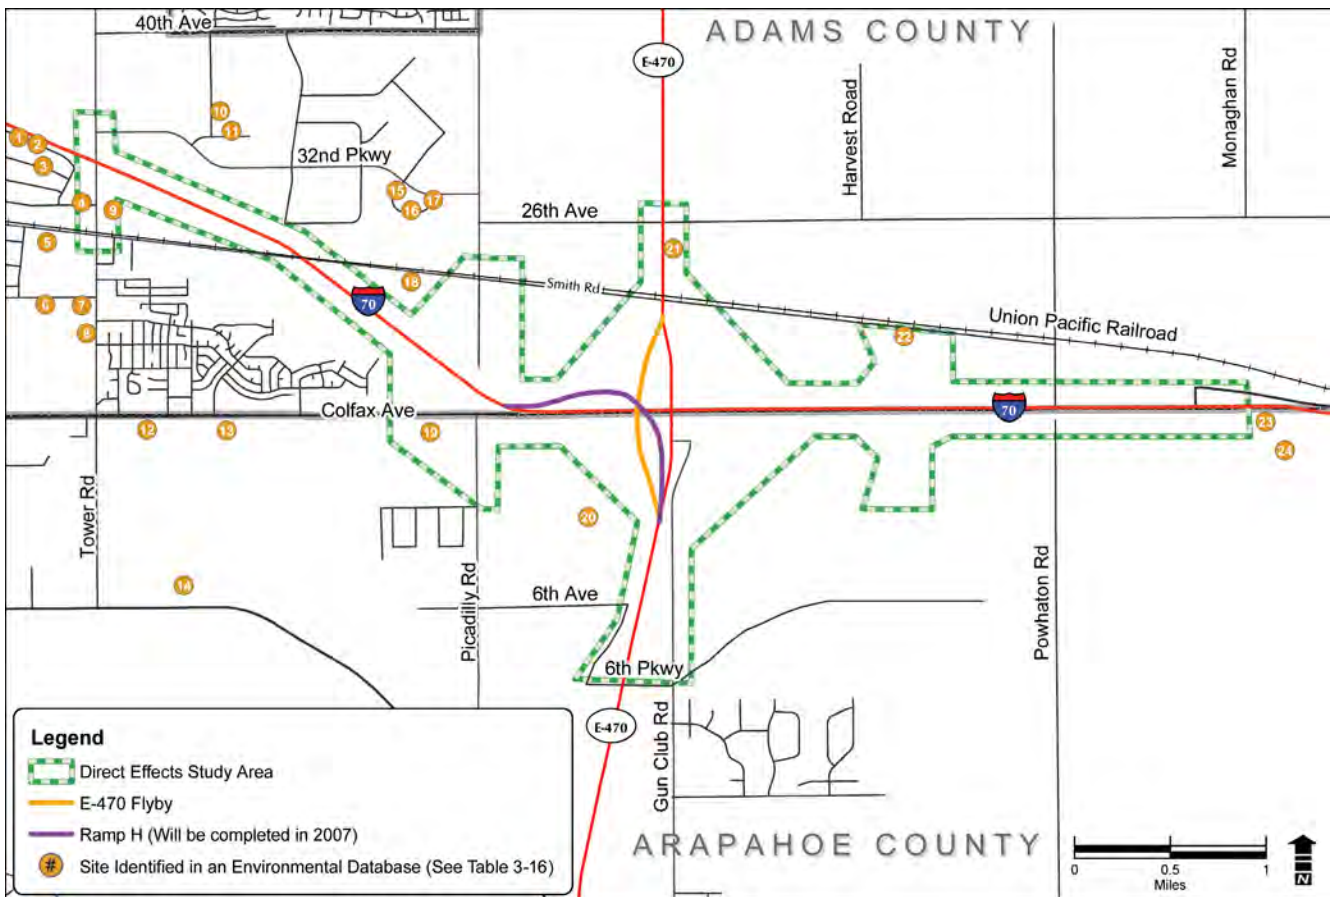 40th Ave
ADAMS COUNTY
E-470
Harvest Road
Monaghan Rd
10
11
1
2
3
32nd Pkwy
15
16
17
4
9
26th Ave
5
21
18
Smith Rd
70
6
7
8
Union Pacific Railroad
22
Colfax Ave
70
12
13
19
23
24
Tower Rd
20
Picadilly Rd
Powhaton Rd
14
6th Ave
6th Pkwy
E-470
Gun Club Rd
Legend
Direct Effects Study Area
E-470 Flyby
Ramp H (Will be completed in 2007)
# Site Identified in an Environmental Database (See Table 3-16)
ARAPAHOE COUNTY
0 0.5 1
Miles
N